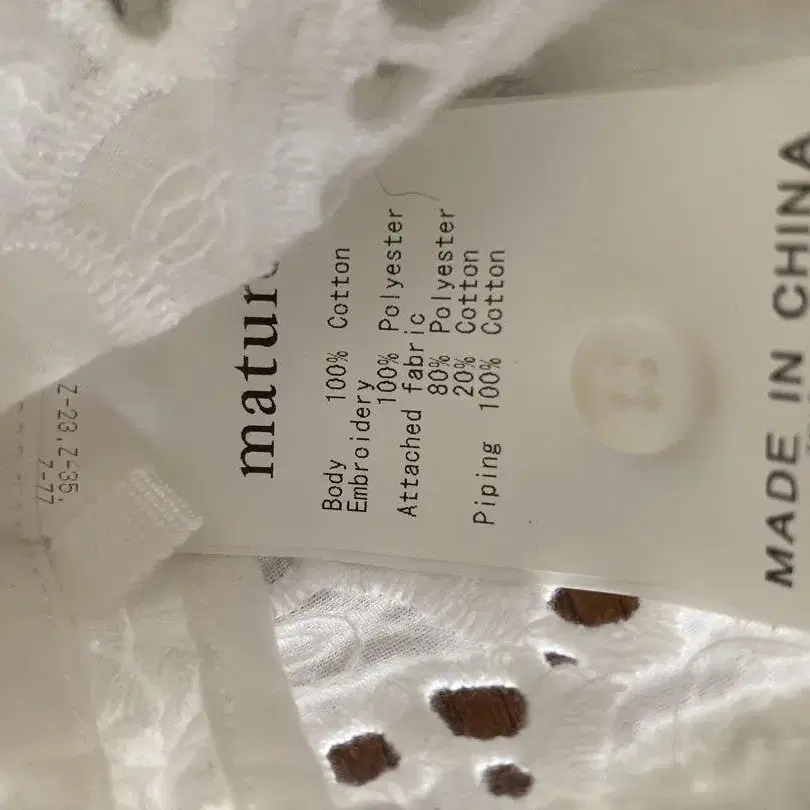 matur
Body 100% Cotton
Embroidery
100% Polyester
Attached fabric
80% Polyester
20% Cotton
Piping 100% Cotton
MADE IN CHINA
Z-23,Z-35,
Z-77